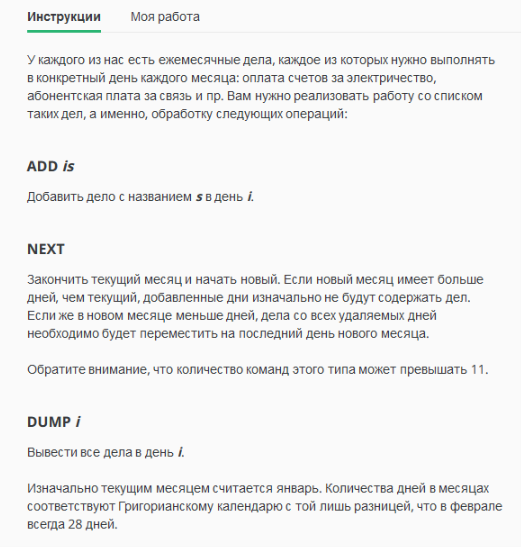 Инструкции Моя работа
У каждого из нас есть ежемесячные дела, каждое из которых нужно выполнять
в конкретный день каждого месяца: оплата счетов за электричество,
абонентская плата за связь и пр. Вам нужно реализовать работу со списком
таких дел, а именно, обработку следующих операций:
ADD is
Добавить дело с названием s в день i.
NEXT
Закончить текущий месяц и начать новый. Если новый месяц имеет больше
дней, чем текущий, добавленные дни изначально не будут содержать дел.
Если же в новом месяце меньше дней, дела со всех удаляемых дней
необходимо будет переместить на последний день нового месяца.
Обратите внимание, что количество команд этого типа может превышать 11.
DUMP i
Вывести все дела в день i.
Изначально текущим месяцем считается январь. Количества дней в месяцах
соответствуют Григорианскому календарю с той лишь разницей, что в феврале
всегда 28 дней.